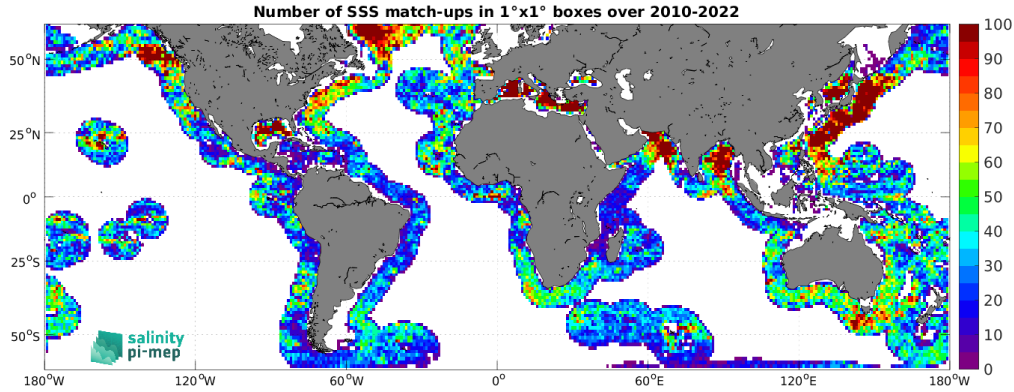 Number of SSS match-ups in 1°x1° boxes over 2010-2022
50°N
25°N
0°
25°S
50°S
180°W
120°W
60°W
0°
60°E
120°E
180°W
100
90
80
70
60
50
40
30
20
10
0
salinity
pi-mep